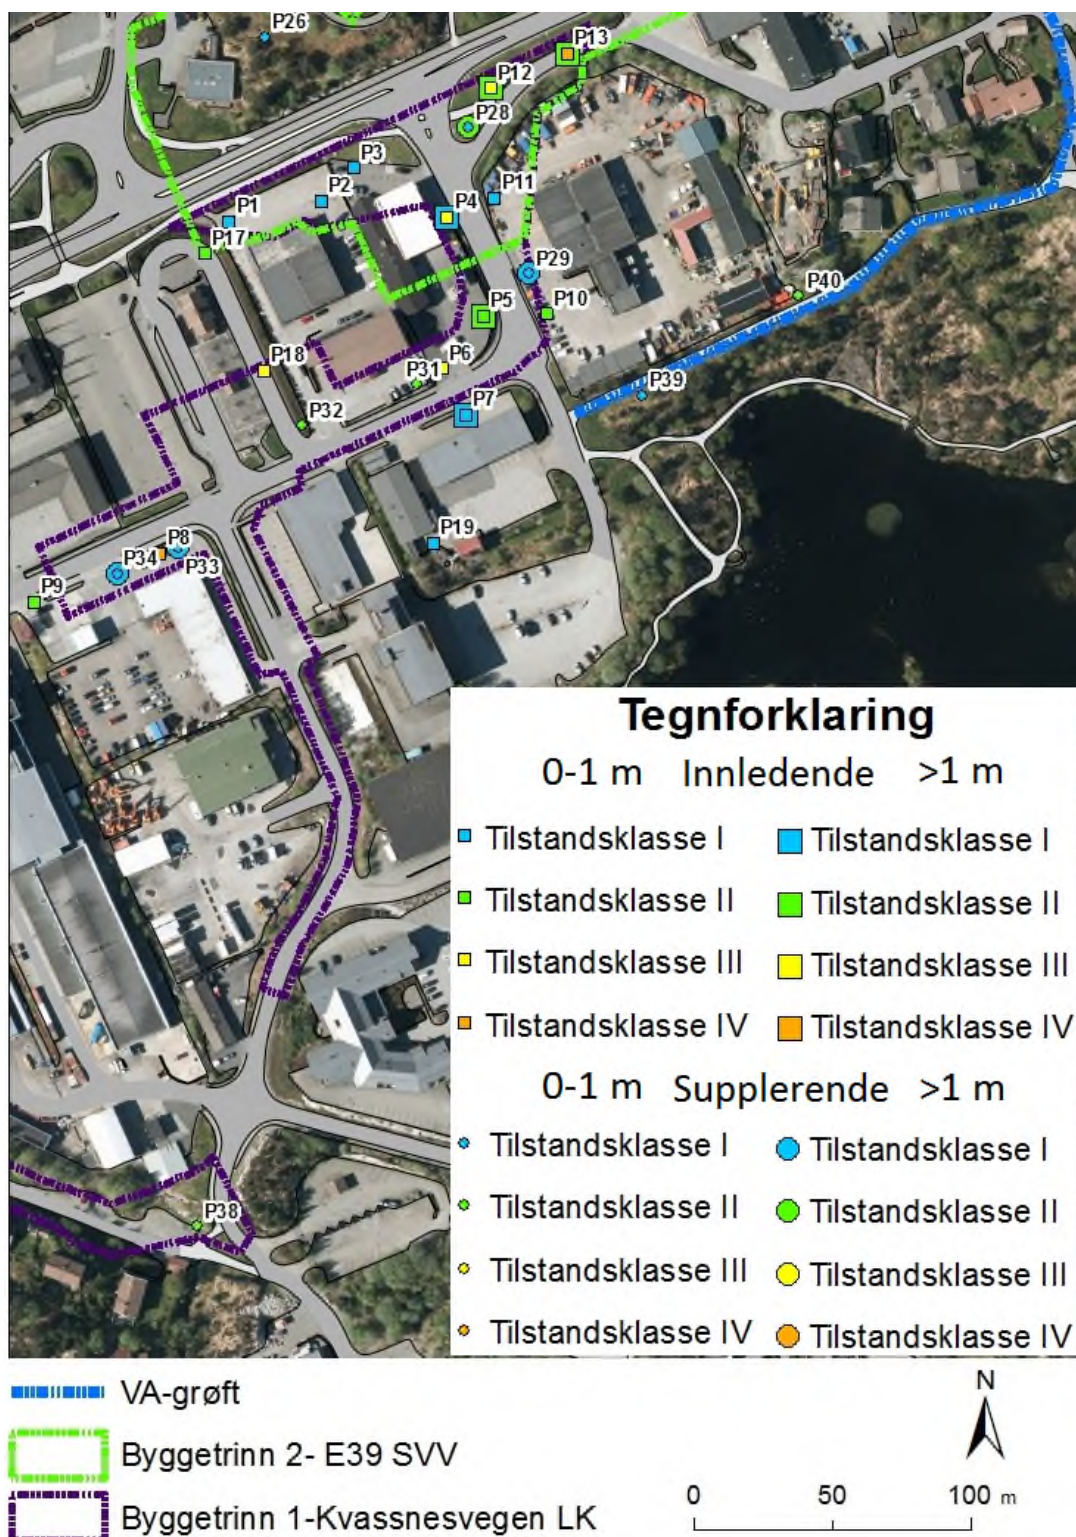 P26
P13
P12
P28
P3
P2
P11
P1
P4
P17
P29
P40
P5
P10
P18
P6
P31
P39
P7
P32
P19
P8
P34
P33
P9
P38
Tegnforklaring
0-1 m Innledende >1 m
Tilstandsklasse I Tilstandsklasse I
Tilstandsklasse II Tilstandsklasse II
Tilstandsklasse III Tilstandsklasse III
Tilstandsklasse IV Tilstandsklasse IV
0-1 m Supplerende >1 m
Tilstandsklasse I Tilstandsklasse I
Tilstandsklasse II Tilstandsklasse II
Tilstandsklasse III Tilstandsklasse III
Tilstandsklasse IV Tilstandsklasse IV
VA-grøft
Byggetrinn 2- E39 SVV
Byggetrinn 1-Kvassnesvegen LK
N
0 50 100 m